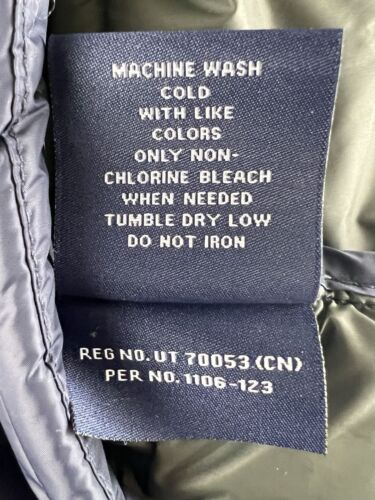 MACHINE WASH
COLD
WITH LIKE
COLORS
ONLY NON-
CHLORINE BLEACH
WHEN NEEDED
TUMBLE DRY LOW
DO NOT IRON
REG NO. UT 70053 (CN)
PER NO. 1106-123